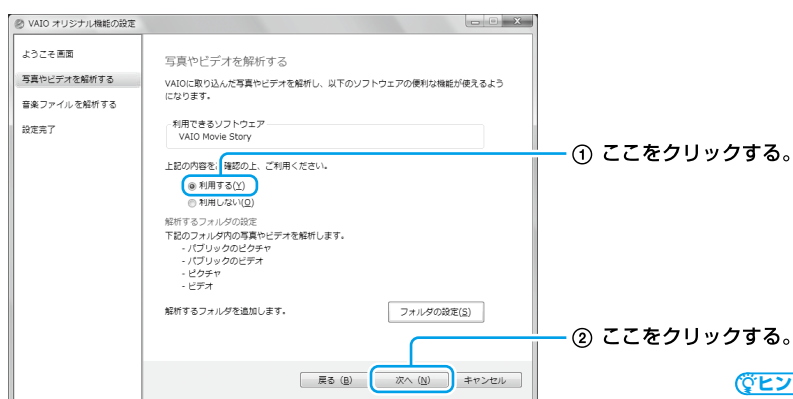 VAIO オリジナル機能の設定
ようこそ画面
写真やビデオを解析する
音楽ファイルを解析する
設定完了
写真やビデオを解析する
VAIOに取り込んだ写真やビデオを解析し、以下のソフトウェアの便利な機能が使えるよう
になります。
利用できるソフトウェア
VAIO Movie Story
上記の内容を 確認の上、ご利用ください。
利用する(Y)
利用しない(O)
解析するフォルダの設定
下記のフォルダ内の写真やビデオを解析します。
- パブリックのピクチャ
- パブリックのビデオ
- ピクチャ
- ビデオ
解析するフォルダを追加します。
フォルダの設定(S)
戻る (B)
次へ (N)
キャンセル
① ここをクリックする。
② ここをクリックする。
ヒン